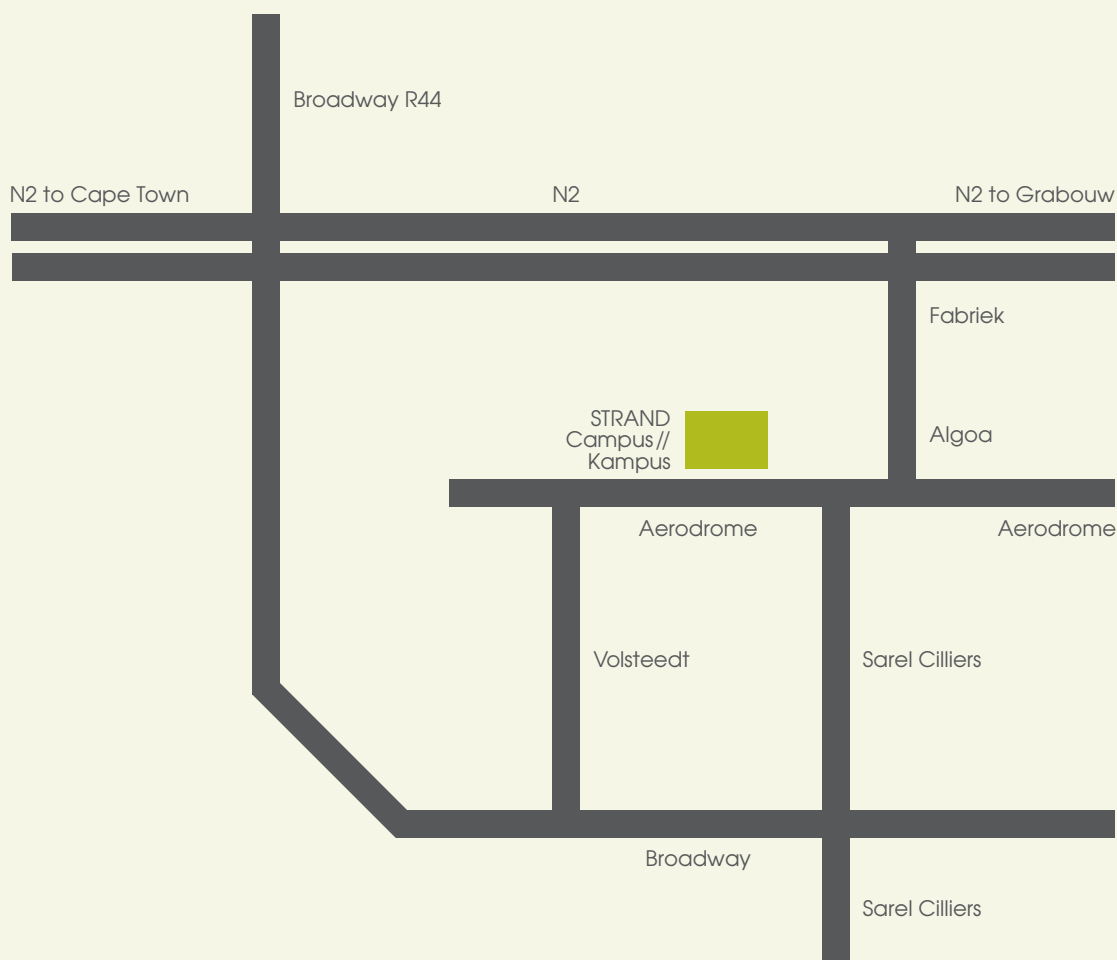 Broadway R44
N2 to Cape Town
N2
N2 to Grabouw
Fabriek
STRAND
Campus//
Kampus
Algoa
Aerodrome
Aerodrome
Volsteedt
Sarel Cilliers
Broadway
Sarel Cilliers